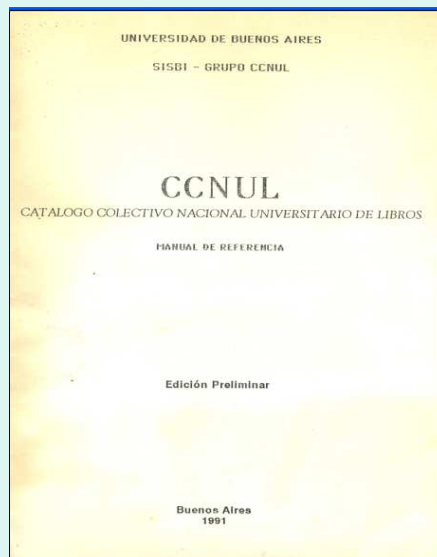 UNIVERSIDAD DE BUENOS AIRES
SISBI - GRUPO CCNUL
CCNUL
CATALOGO COLECTIVO NACIONAL UNIVERSITARIO DE LIBROS
MANUAL DE REFERENCIA
Edición Preliminar
Buenos Aires
1991